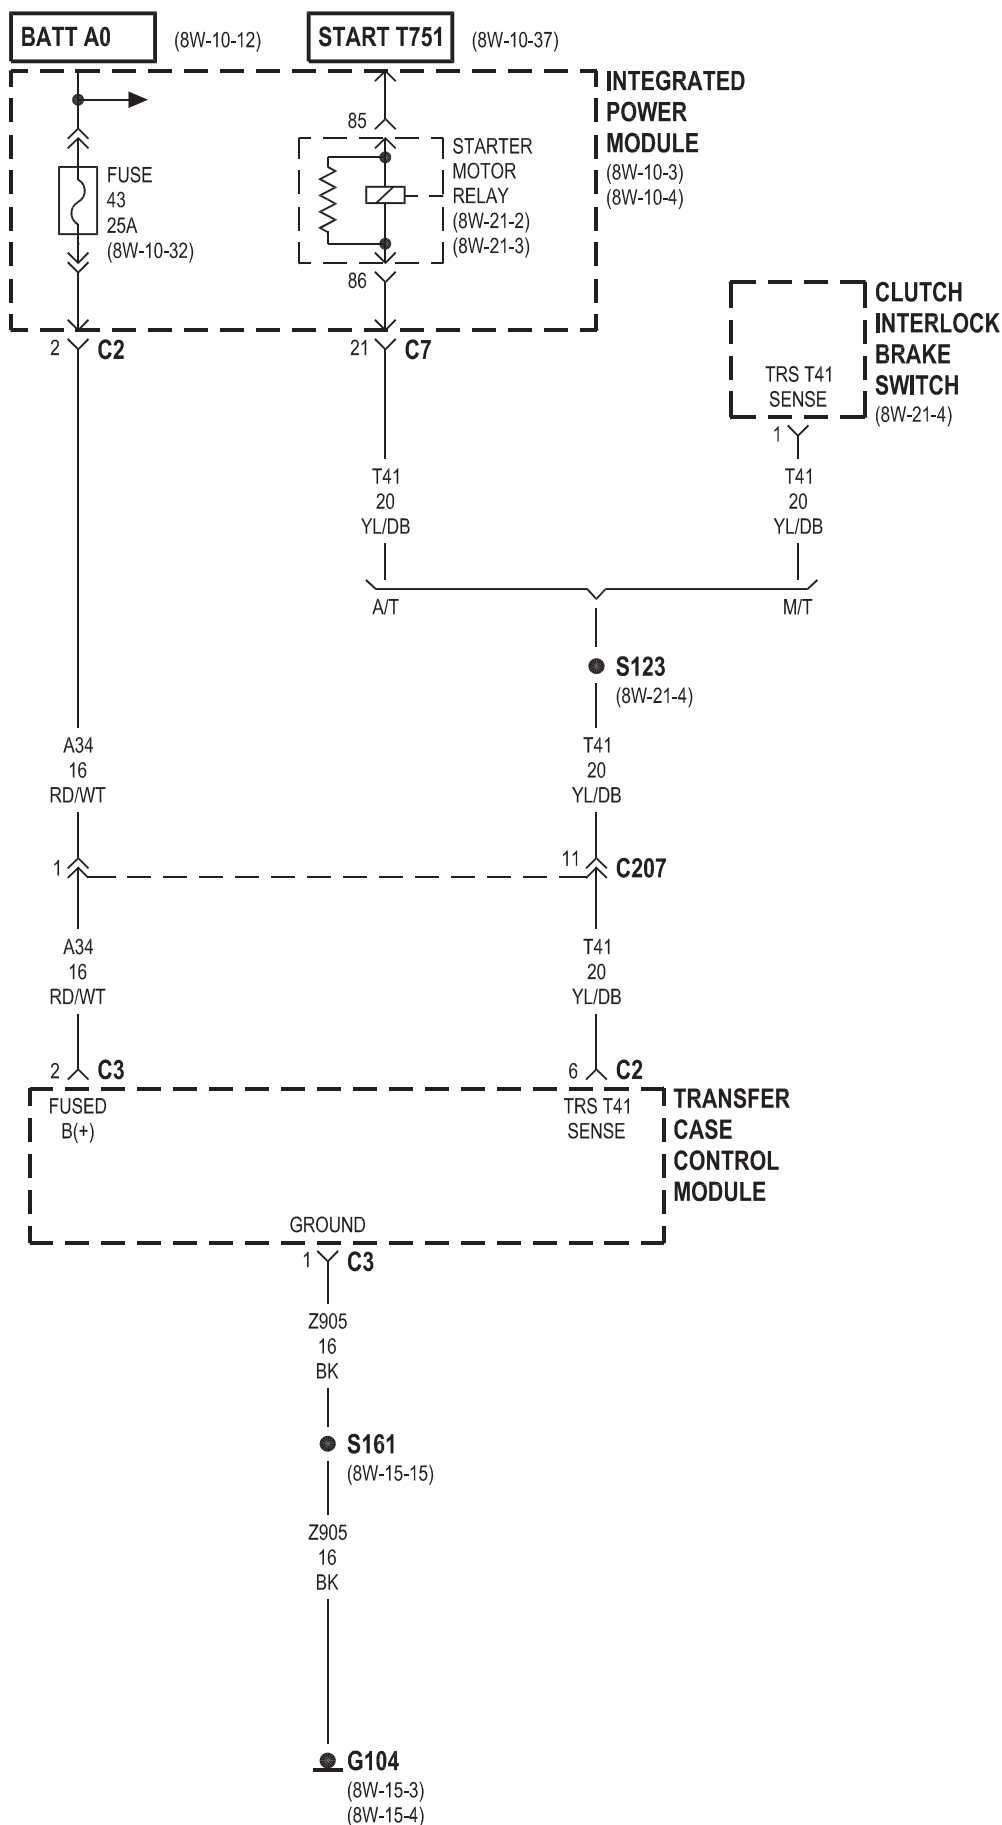 BATT A0
(8W-10-12)
START T751
(8W-10-37)
INTEGRATED
POWER
MODULE
(8W-10-3)
(8W-10-4)
85
STARTER
MOTOR
RELAY
(8W-21-2)
(8W-21-3)
FUSE
43
25A
(8W-10-32)
86
2
C2
21
C7
CLUTCH
INTERLOCK
BRAKE
SWITCH
(8W-21-4)
TRS T41
SENSE
1
T41
20
YL/DB
T41
20
YL/DB
A/T
M/T
S123
(8W-21-4)
A34
16
RD/WT
T41
20
YL/DB
1
11
C207
A34
16
RD/WT
T41
20
YL/DB
2
C3
6
C2
FUSED
B(+)
TRS T41
SENSE
TRANSFER
CASE
CONTROL
MODULE
GROUND
1
C3
Z905
16
BK
S161
(8W-15-15)
Z905
16
BK
G104
(8W-15-3)
(8W-15-4)